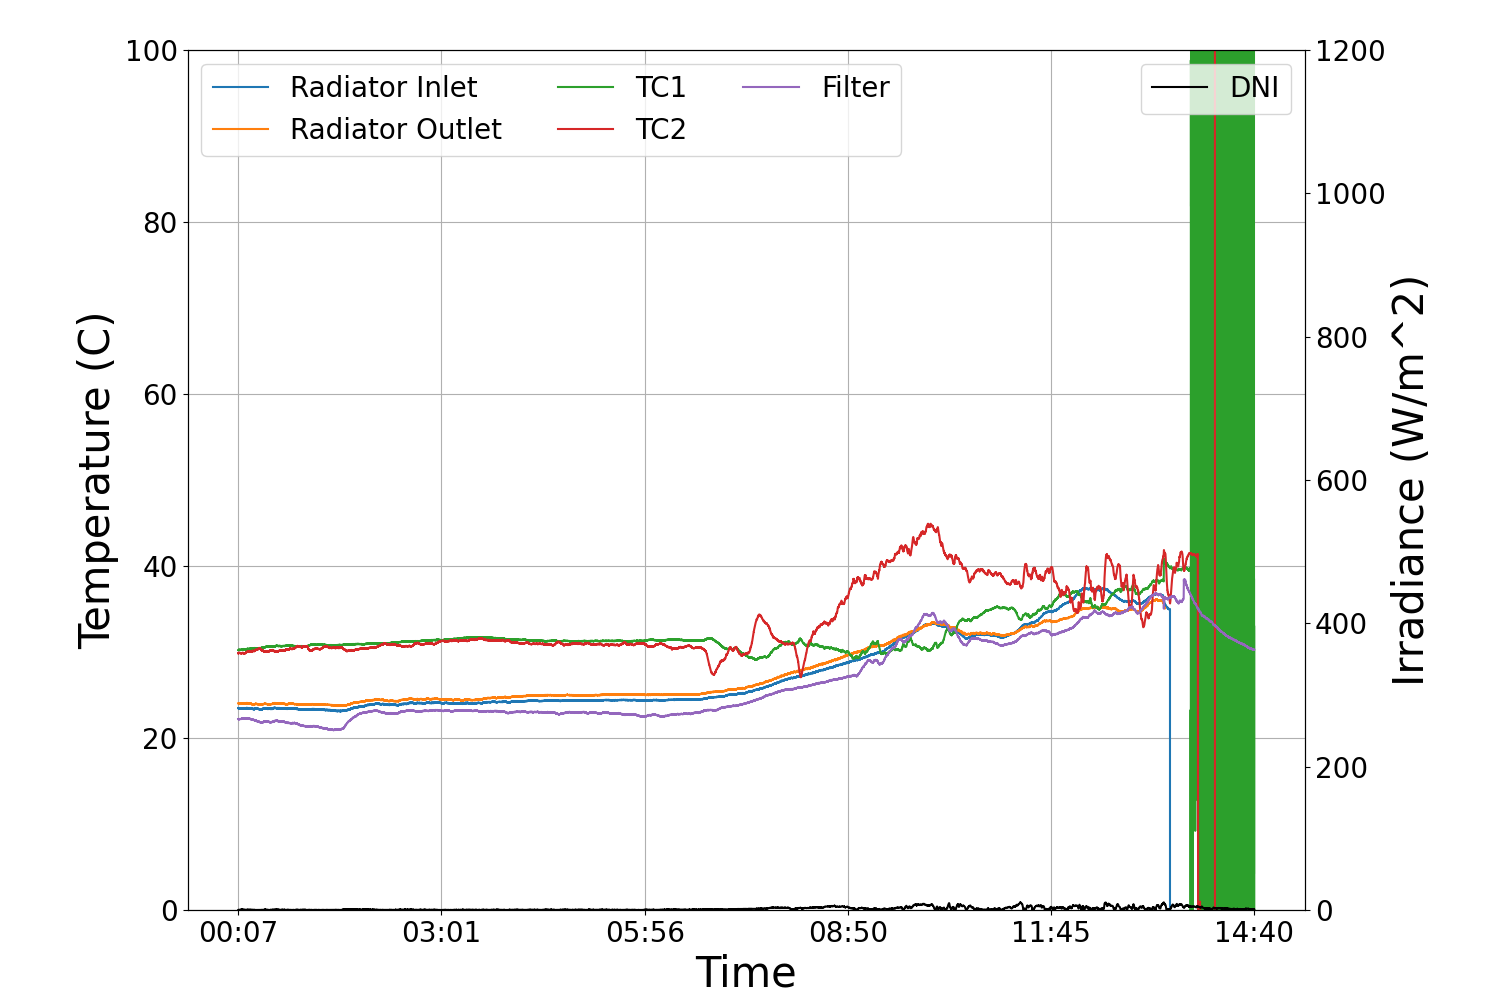 100
80
60
40
20
0
Temperature (C)
Radiator Inlet
Radiator Outlet
TC1
TC2
Filter
DNI
1200
1000
800
600
400
200
0
Irradiance (W/m^2)
00:07 03:01 05:56 08:50 11:45 14:40
Time